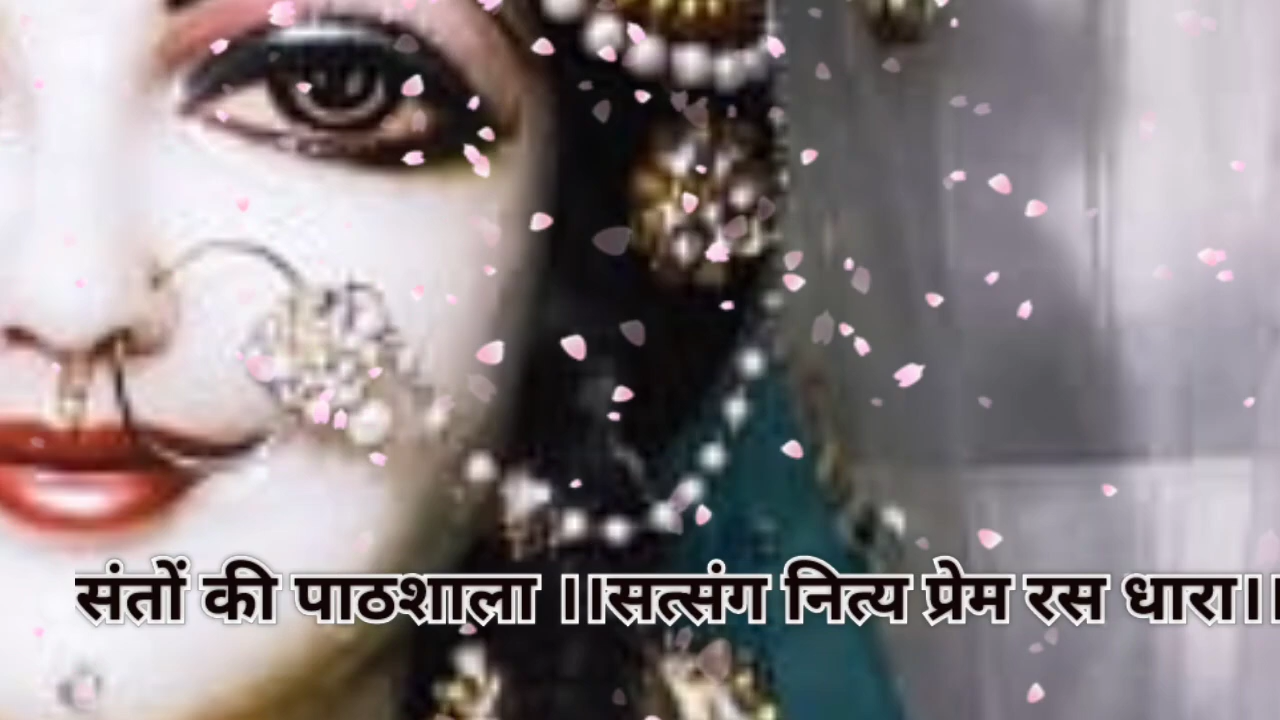 संतों की पाठशाला ।।सत्संग नित्य प्रेम रस धारा।।